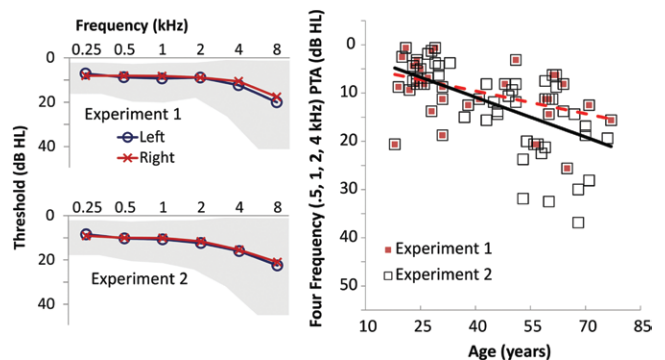 Frequency (kHz)
0.25 0.5 1 2 4 8
0
20
40
Experiment 1
Left
Right
Threshold (dB HL)
0.25 0.5 1 2 4 8
0
20
40
Experiment 2
Four Frequency (.5, 1, 2, 4 kHz) PTA (dB HL)
0
10
20
30
40
50
Experiment 1
Experiment 2
10 25 40 55 70 85
Age (years)